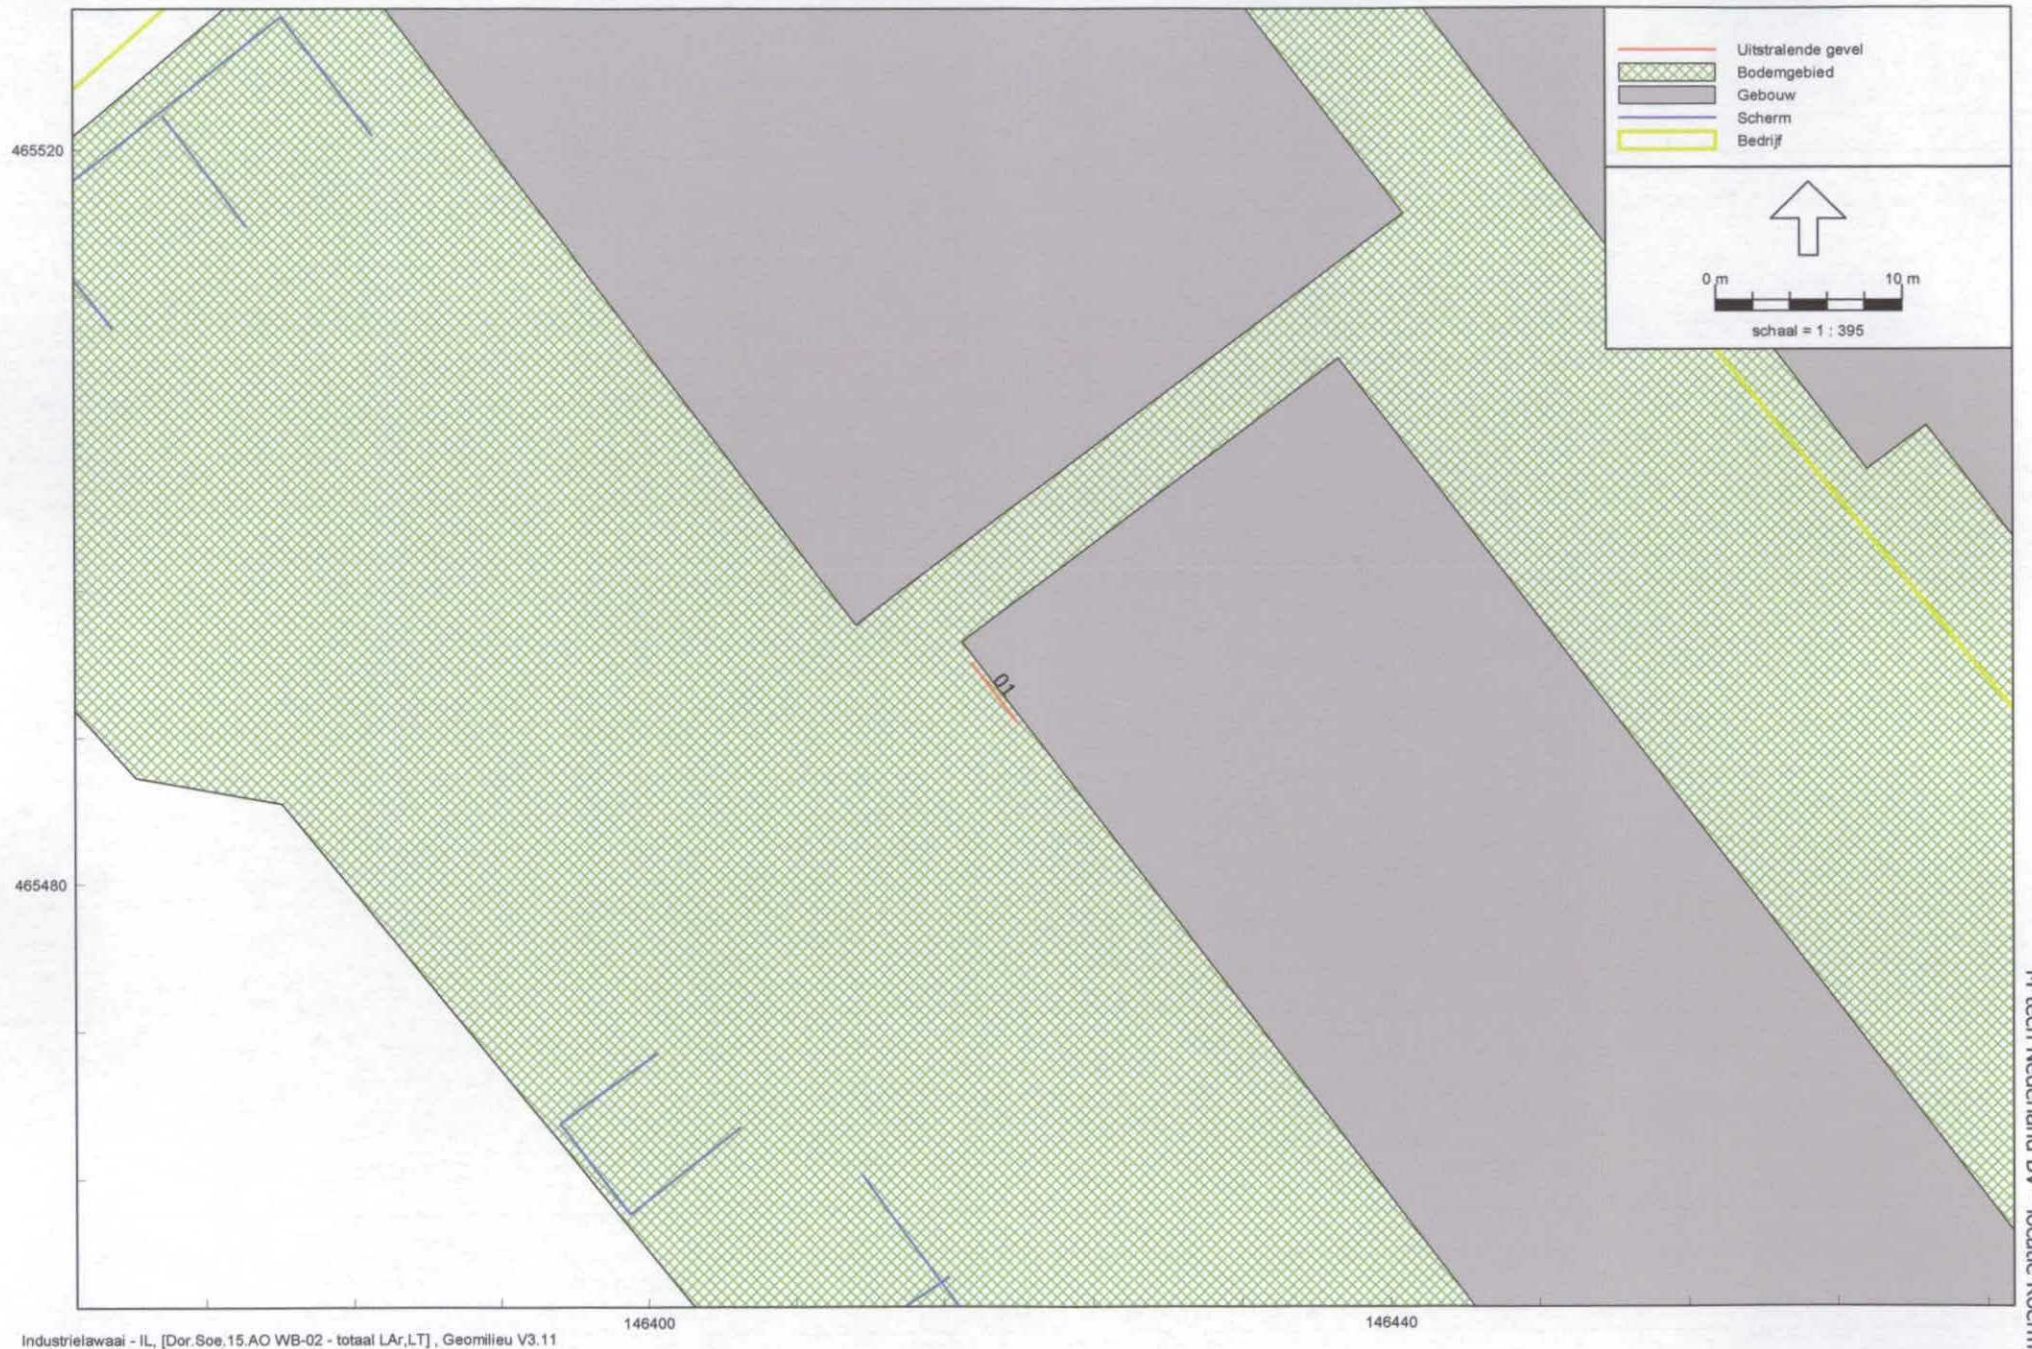 Uitstralende gevel
Bodemgebied
Gebouw
Scherm
Bedrijf
465520
0 m 10 m
schaal = 1 : 395
01
465480
146400
146440
Industrielawaai - IL, [Dor.Soe.15.AO WB-02 - totaal LAr,LT] , Geomilieu V3.11